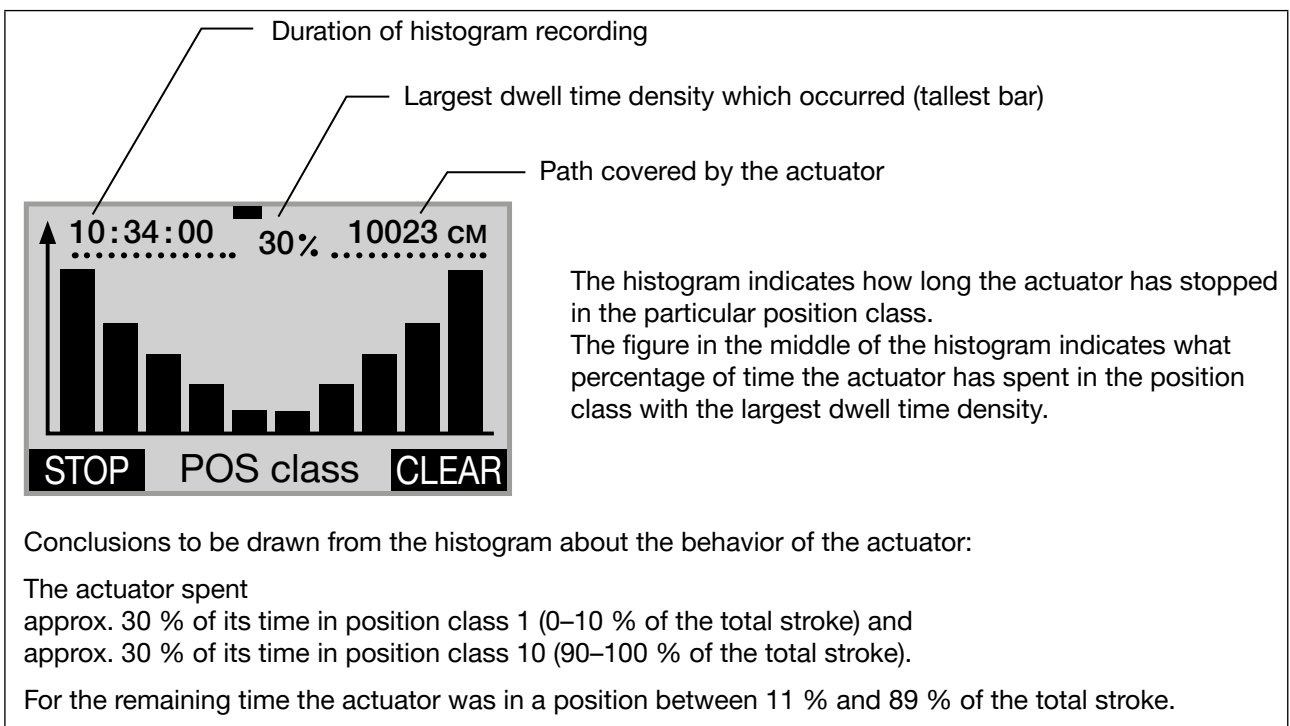 Duration of histogram recording
Largest dwell time density which occurred (tallest bar)
Path covered by the actuator
10:34:00 30% 10023 CM
The histogram indicates how long the actuator has stopped
in the particular position class.
The figure in the middle of the histogram indicates what
percentage of time the actuator has spent in the position
class with the largest dwell time density.
STOP POS class CLEAR
Conclusions to be drawn from the histogram about the behavior of the actuator:
The actuator spent
approx. 30 % of its time in position class 1 (0–10 % of the total stroke) and
approx. 30 % of its time in position class 10 (90–100 % of the total stroke).
For the remaining time the actuator was in a position between 11 % and 89 % of the total stroke.